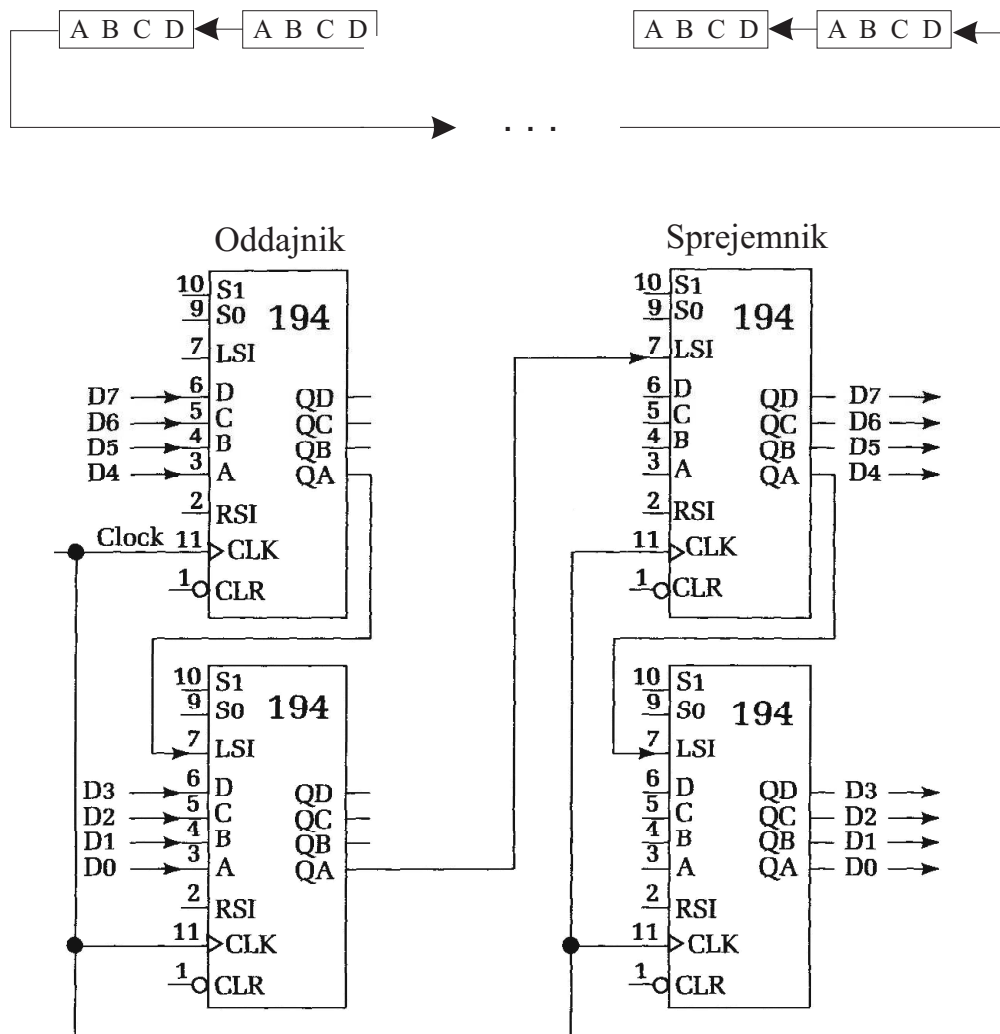 A B C D A B C D A B C D A B C D
. . .
Oddajnik
10 S1
9 S0
194
7 LSI
D7 6 D QD
D6 5 C QC
D5 4 B QB
D4 3 A QA
2 RSI
Clock 11 CLK
1 CLR
10 S1
9 S0
194
7 LSI
D3 6 D QD
D2 5 C QC
D1 4 B QB
D0 3 A QA
2 RSI
11 CLK
1 CLR
Sprejemnik
10 S1
9 S0
194
7 LSI
6 D QD D7
5 C QC D6
4 B QB D5
3 A QA D4
2 RSI
11 CLK
1 CLR
10 S1
9 S0
194
7 LSI
6 D QD D3
5 C QC D2
4 B QB D1
3 A QA D0
2 RSI
11 CLK
1 CLR